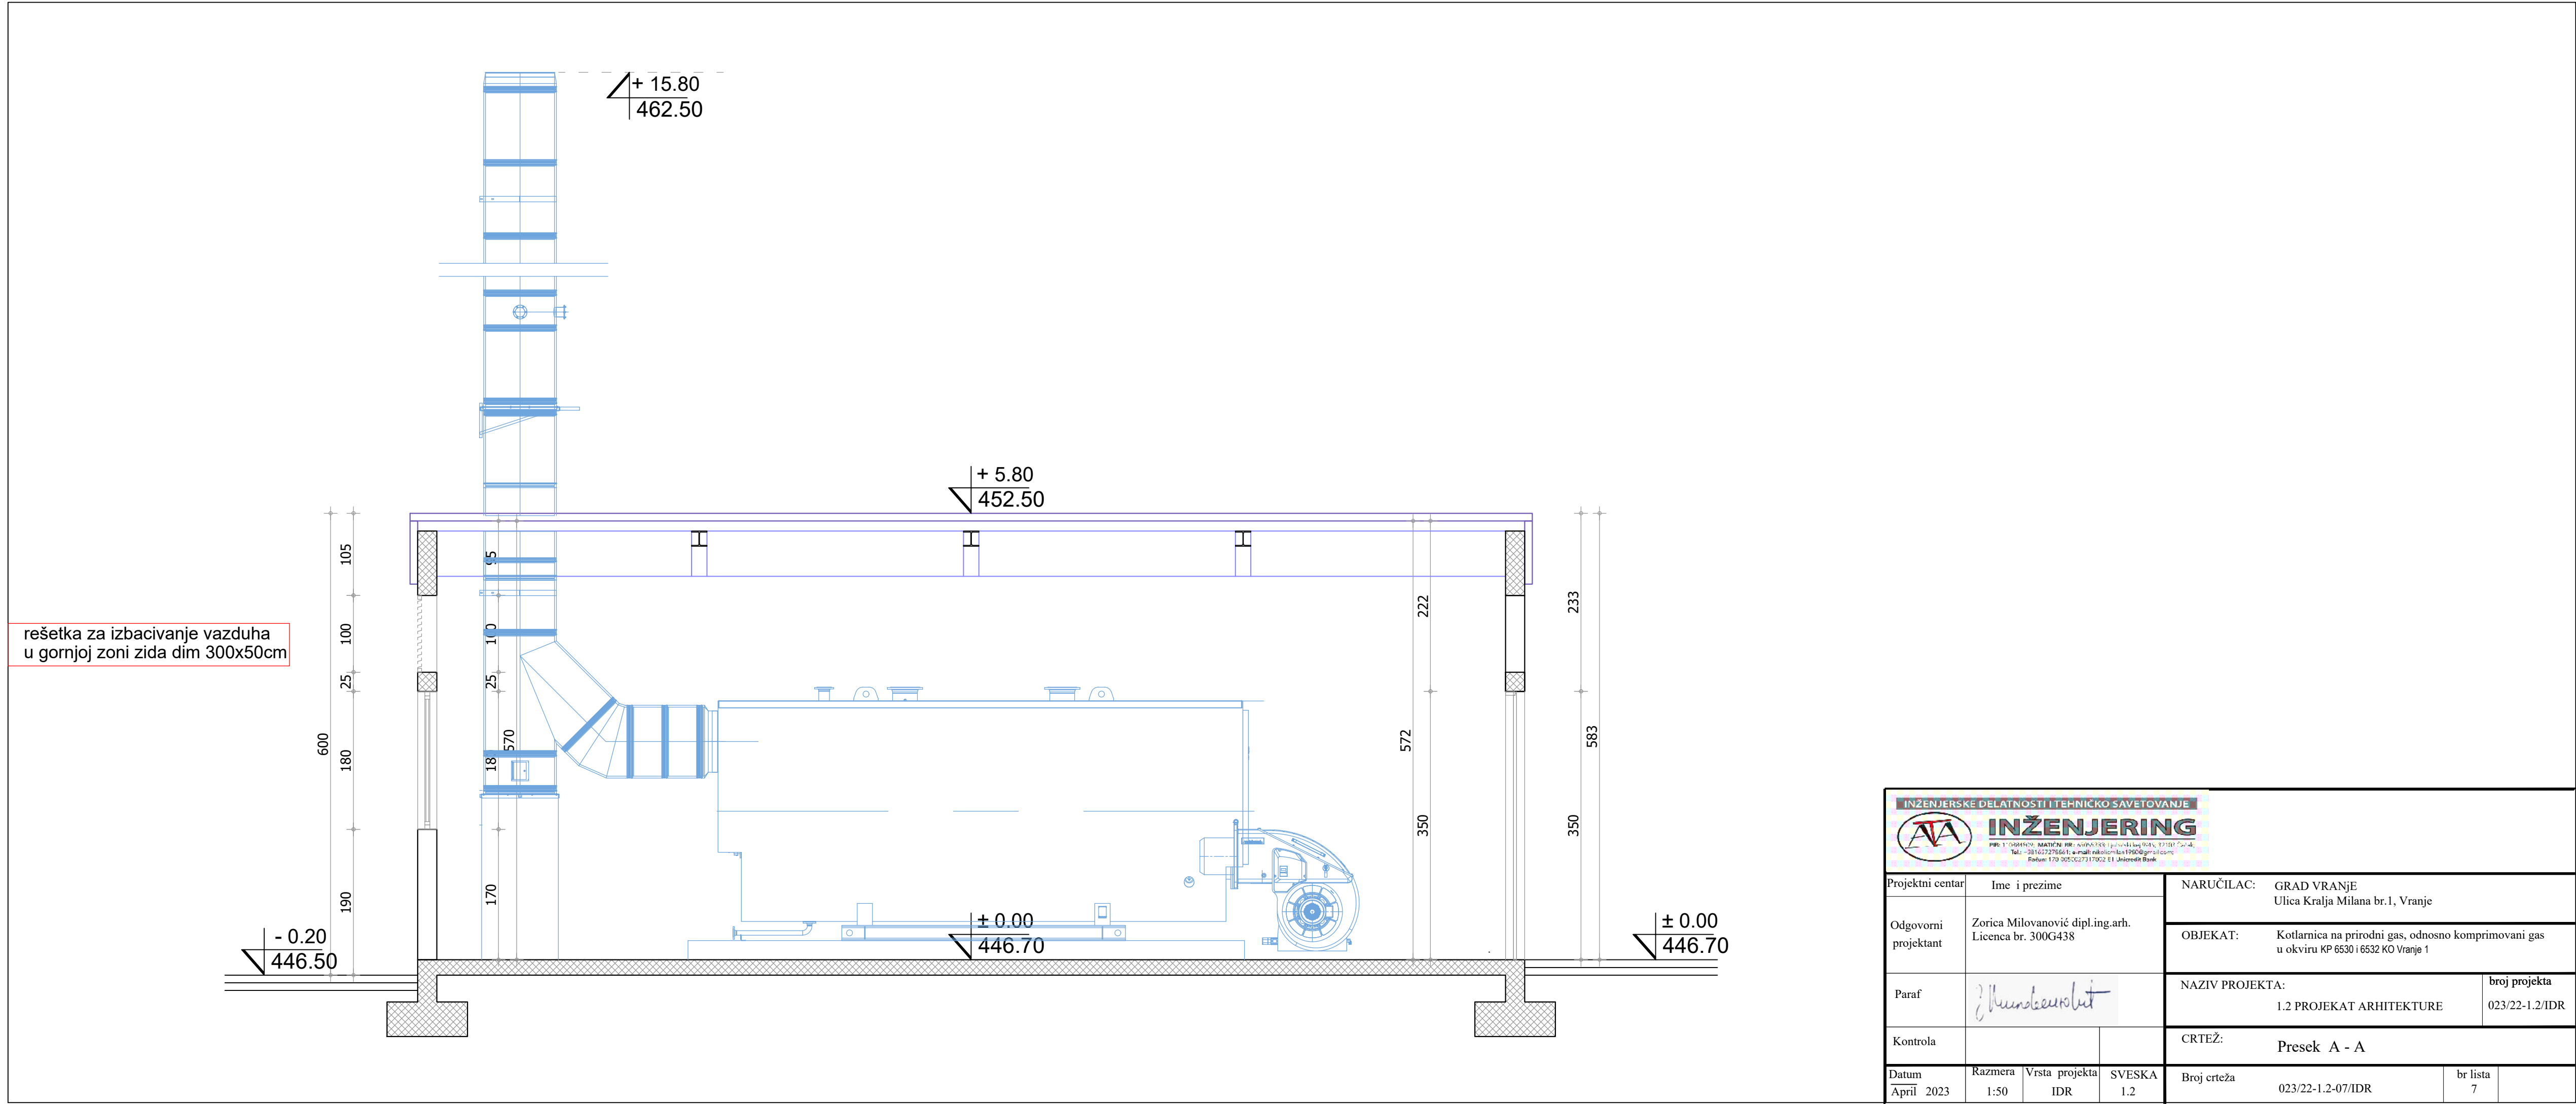 + 15.80
462.50
+ 5.80
452.50
105
95
100
100
25
25
600
180
570
190
170
222
233
572
583
350
350
rešetka za izbacivanje vazduha
u gornjoj zoni zida dim 300x50cm
- 0.20
446.50
± 0.00
446.70
± 0.00
446.70
INŽENJERSKE DELATNOSTI I TEHNIČKO SAVETOVANJE
INŽENJERING
Projektni centar
Ime i prezime
NARUČILAC: GRAD VRANjE
Ulica Kralja Milana br.1, Vranje
Odgovorni
projektant
Zorica Milovanović dipl.ing.arh.
Licenca br. 300G438
OBJEKAT: Kotlarnica na prirodni gas, odnosno komprimovani gas
u okviru KP 6530 i 6532 KO Vranje 1
Paraf
NAZIV PROJEKTA:
1.2 PROJEKAT ARHITEKTURE
broj projekta
023/22-1.2/IDR
Kontrola
CRTEŽ: Presek A - A
Datum
April 2023
Razmera
1:50
Vrsta projekta
IDR
SVESKA
1.2
Broj crteža
023/22-1.2-07/IDR
br lista
7